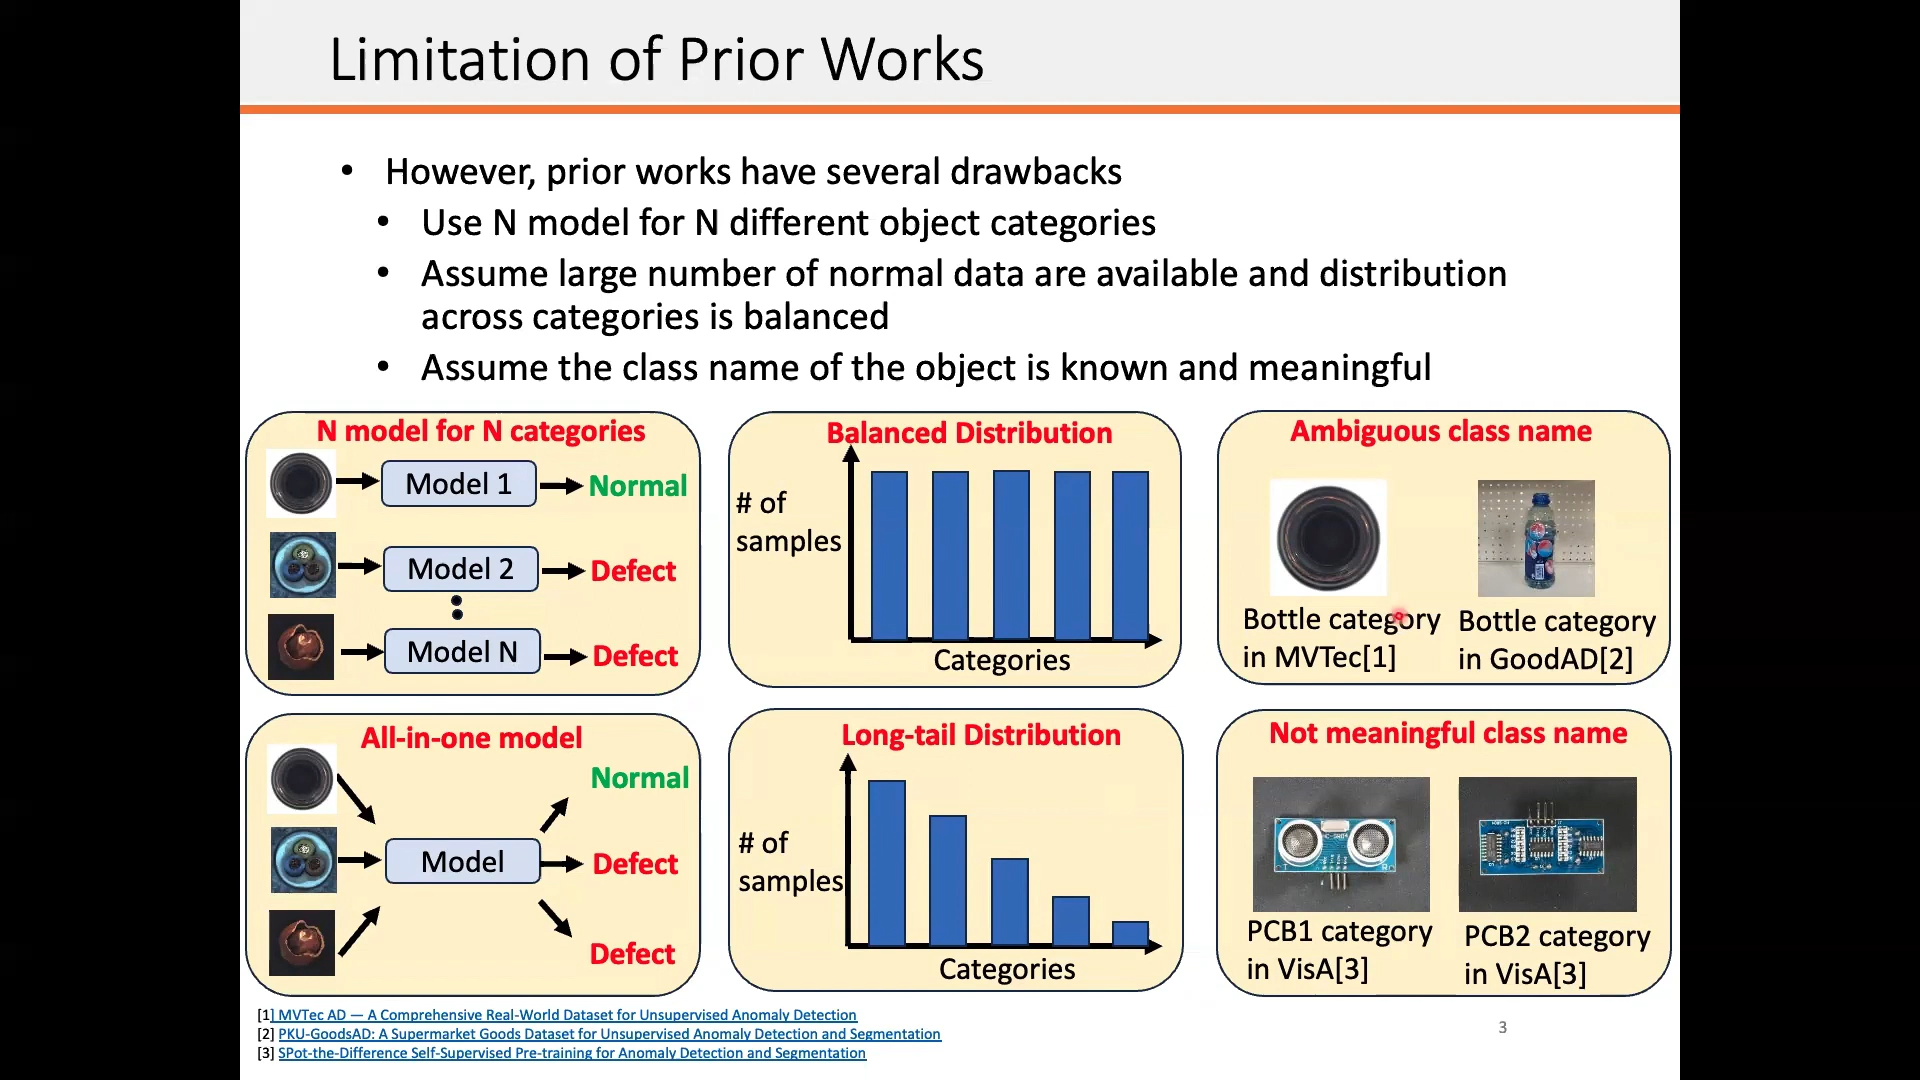 Limitation of Prior Works
• However, prior works have several drawbacks
• Use N model for N different object categories
• Assume large number of normal data are available and distribution
across categories is balanced
• Assume the class name of the object is known and meaningful
N model for N categories
Model 1
Normal
Model 2
Defect
Model N
Defect
Balanced Distribution
# of
samples
Categories
Ambiguous class name
Bottle category
in MVTec[1]
Bottle category
in GoodAD[2]
All-in-one model
Normal
Model
Defect
Defect
Long-tail Distribution
# of
samples
Categories
Not meaningful class name
PCB1 category
in VisA[3]
PCB2 category
in VisA[3]
[1] MVTec AD — A Comprehensive Real-World Dataset for Unsupervised Anomaly Detection
[2] PKU-GoodsAD: A Supermarket Goods Dataset for Unsupervised Anomaly Detection and Segmentation
[3] SPot-the-Difference Self-Supervised Pre-training for Anomaly Detection and Segmentation
3